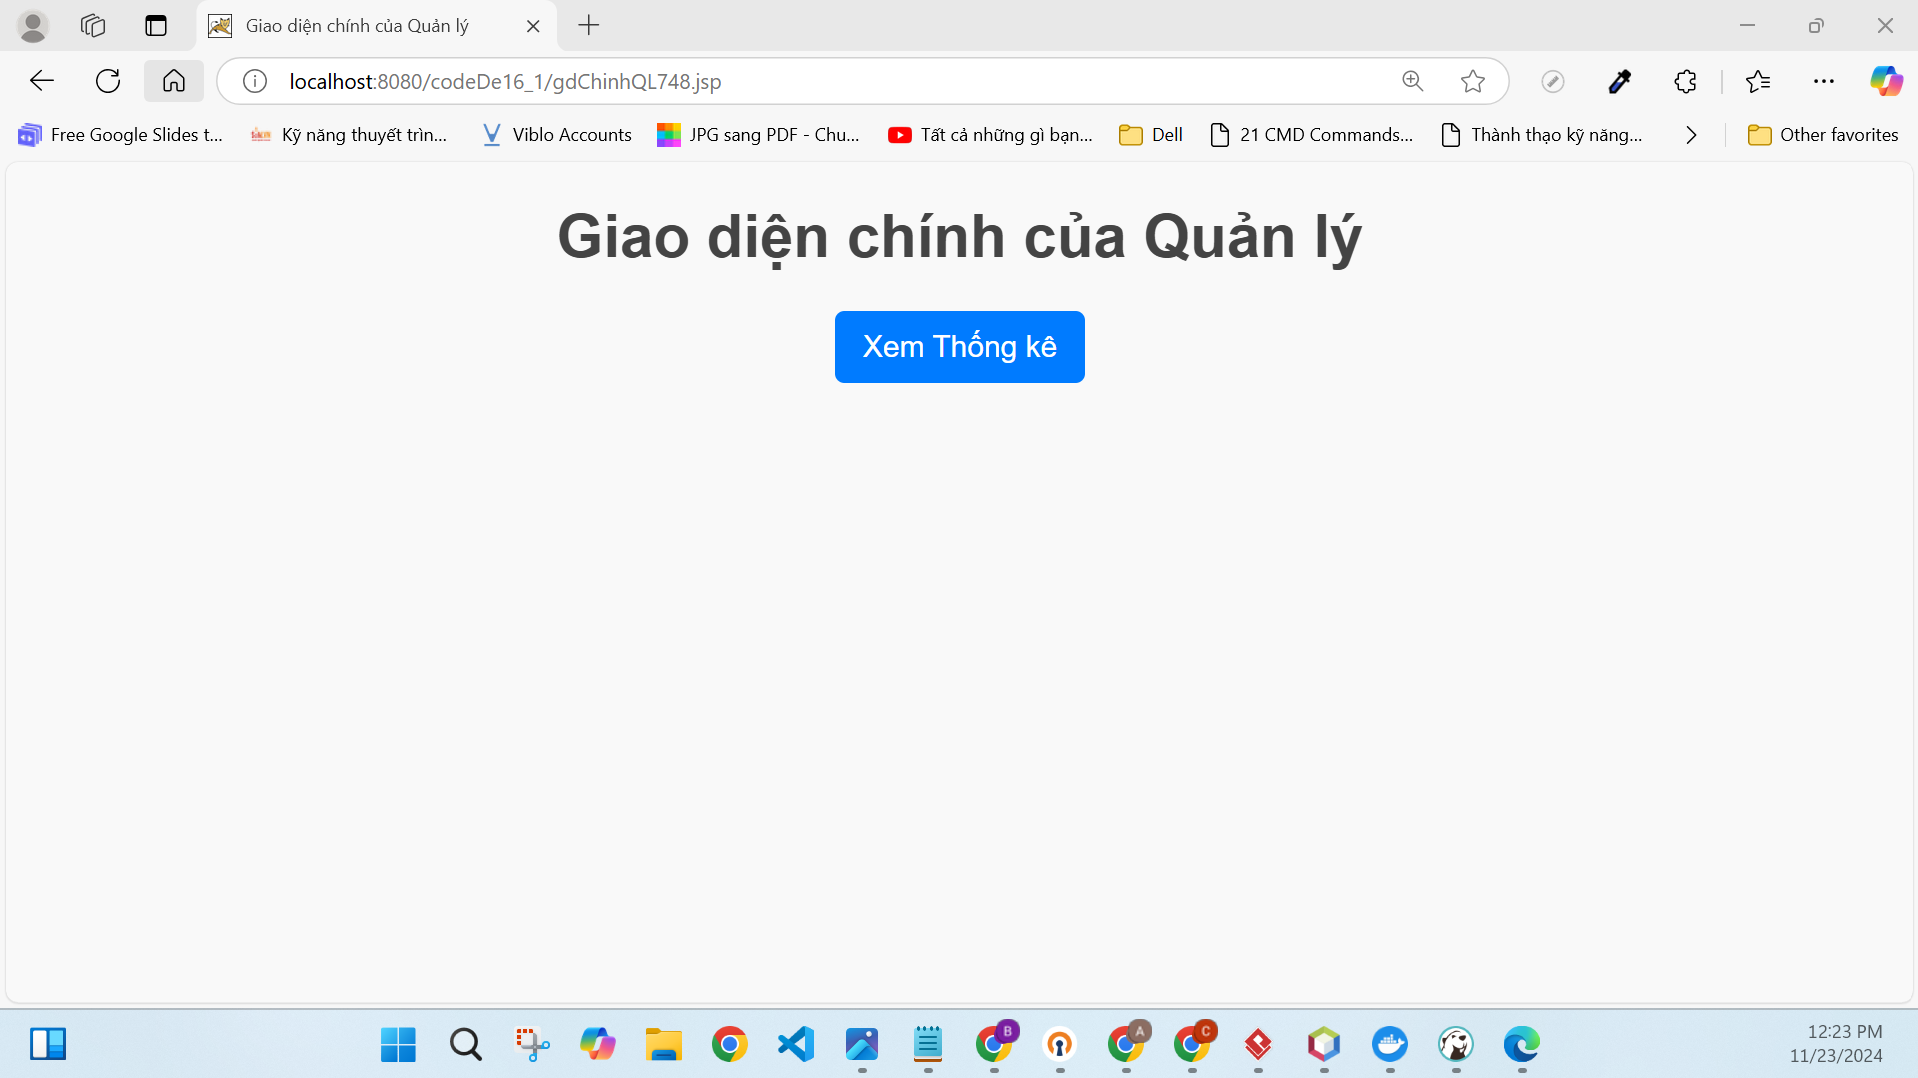 Giao diện chính của Quản lý
localhost:8080/codeDe16_1/gdChinhQL748.jsp
Free Google Slides t...
Kỹ năng thuyết trìn...
Viblo Accounts
JPG sang PDF - Chu...
Tất cả những gì bạn...
Dell
21 CMD Commands...
Thành thạo kỹ năng...
Other favorites
Giao diện chính của Quản lý
Xem Thống kê
B
A
C
12:23 PM
11/23/2024